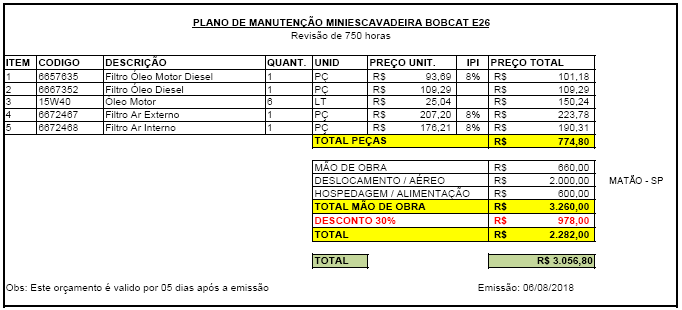 PLANO DE MANUTENÇÃO MINIESCAVADEIRA BOBCAT E26
Revisão de 750 horas
ITEM CODIGO DESCRIÇÃO QUANT. UNID PREÇO UNIT. IPI PREÇO TOTAL
1 6657635 Filtro Óleo Motor Diesel 1 PÇ R$ 93,69 8% R$ 101,18
2 6667352 Filtro Óleo Diesel 1 PÇ R$ 109,29 R$ 109,29
3 15W40 Óleo Motor 6 LT R$ 25,04 R$ 150,24
4 6672467 Filtro Ar Externo 1 PÇ R$ 207,20 8% R$ 223,78
5 6672468 Filtro Ar Interno 1 PÇ R$ 176,21 8% R$ 190,31
TOTAL PEÇAS R$ 774,80
MÃO DE OBRA R$ 660,00
DESLOCAMENTO / AÉREO R$ 2.000,00 MATÃO - SP
HOSPEDAGEM / ALIMENTAÇÃO R$ 600,00
TOTAL MÃO DE OBRA R$ 3.260,00
DESCONTO 30% R$ 978,00
TOTAL R$ 2.282,00
TOTAL R$ 3.056,80
Obs: Este orçamento é valido por 05 dias após a emissão Emissão: 06/08/2018